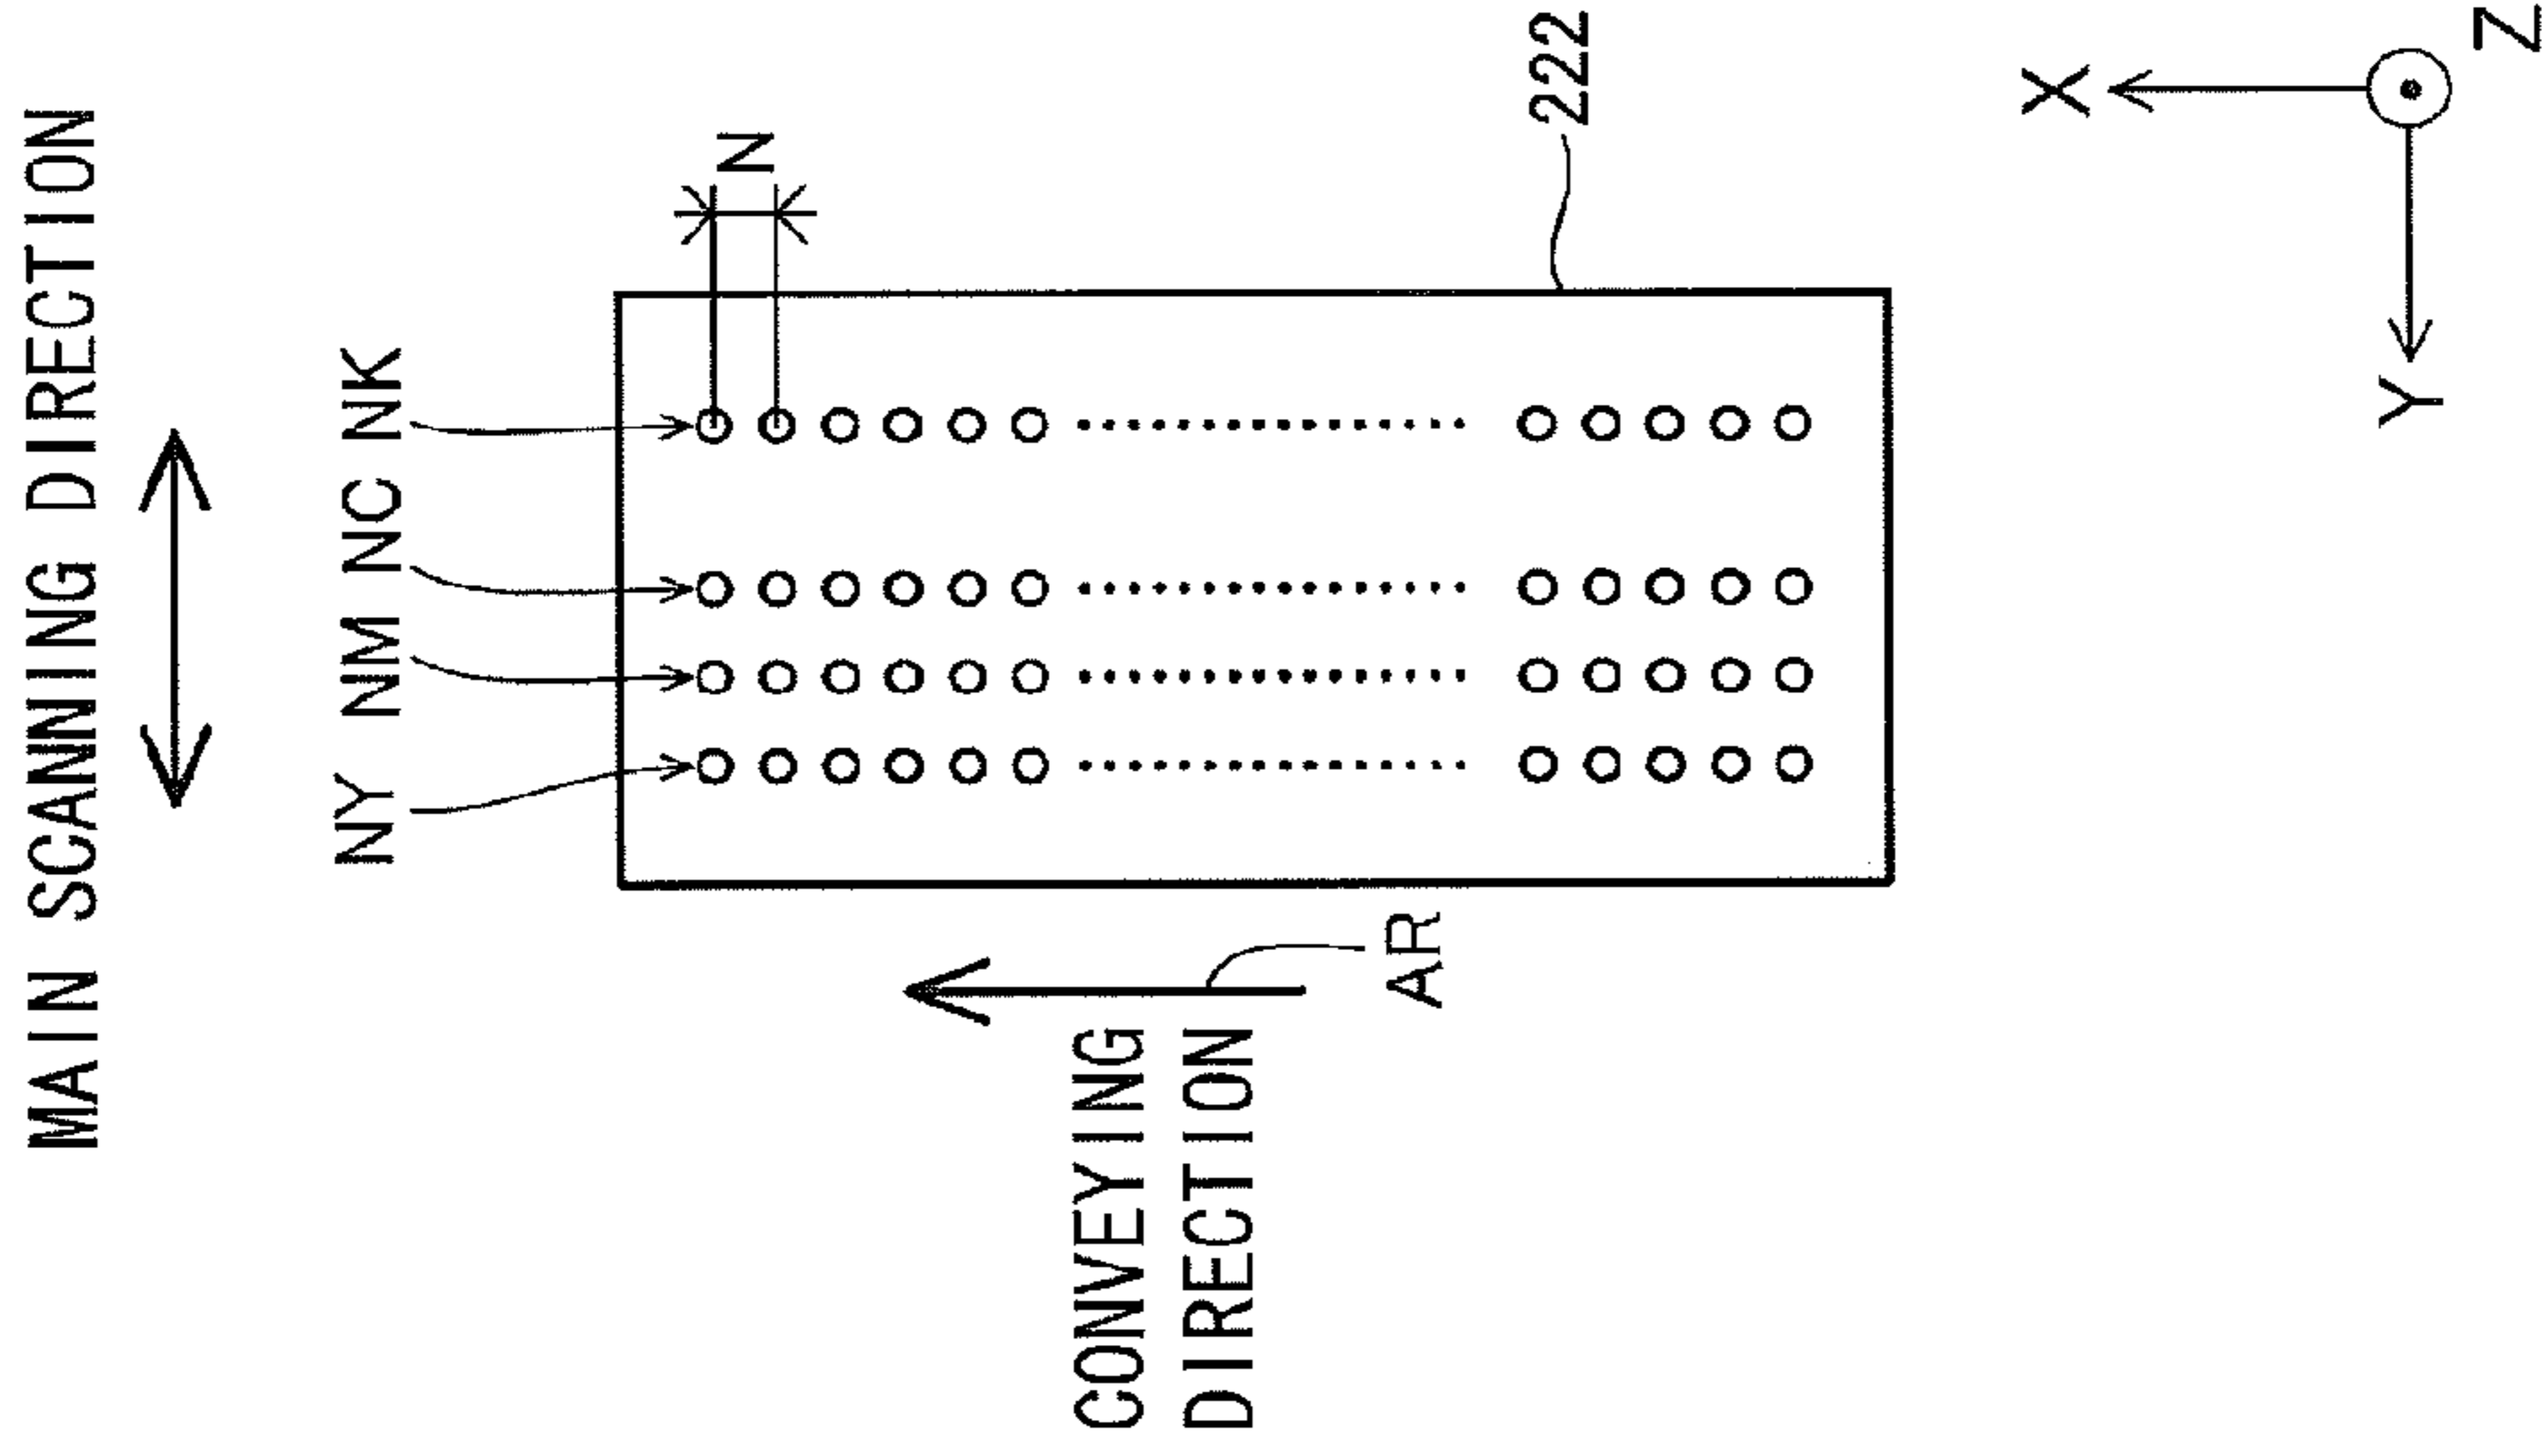 MAIN SCANNING DIRECTION
NY NM NC NK
N
222
AR
CONVEYING
DIRECTION
X
Y
Z